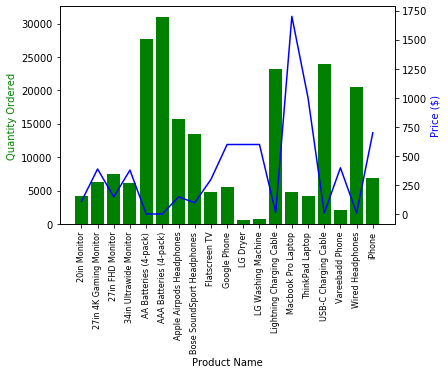 30000
25000
20000
15000
10000
5000
0
Quantity Ordered
1750
1500
1250
1000
750
500
250
0
Price ($)
20in Monitor
27in 4K Gaming Monitor
27in FHD Monitor
34in Ultrawide Monitor
AA Batteries (4-pack)
AAA Batteries (4-pack)
Apple Airpods Headphones
Bose SoundSport Headphones
Flatscreen TV
Google Phone
LG Dryer
LG Washing Machine
Lightning Charging Cable
Macbook Pro Laptop
ThinkPad Laptop
USB-C Charging Cable
Vareebadd Phone
Wired Headphones
iPhone
Product Name